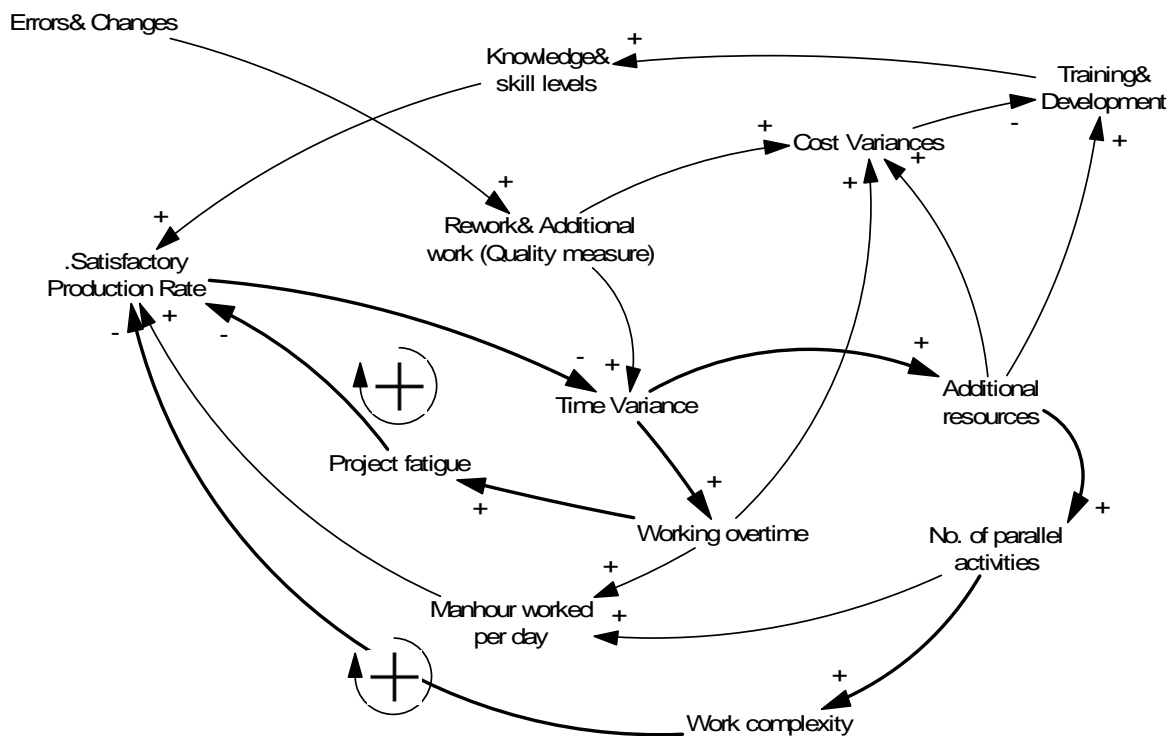 Errors& Changes
+
Knowledge&
skill levels
Training&
Development
+
Cost Variances
-
+
+
+
+
+
Rework& Additional
work (Quality measure)
.Satisfactory
Production Rate
-
+
-
-
+
Time Variance
+
Additional
resources
Project fatigue
+
+
Working overtime
+
No. of parallel
activities
+
Manhour worked
per day
+
+
+
+
Work complexity